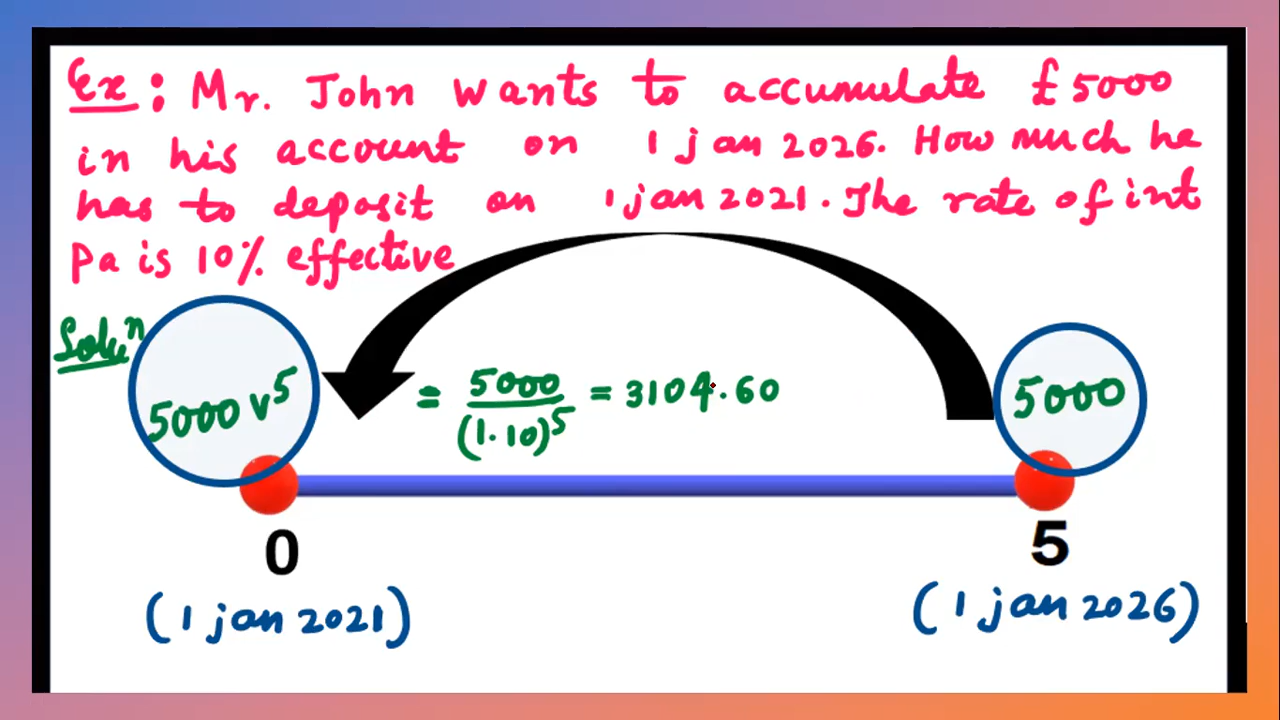 Ex: Mr. John wants to accumulate £5000
in his account on 1 jan 2026. How much he
has to deposit on 1 jan 2021. The rate of int
Pa is 10% effective
Soluⁿ
5000 v⁵ = 5000/(1.10)⁵ = 3104.60
5000
0
5
(1 jan 2021)
(1 jan 2026)